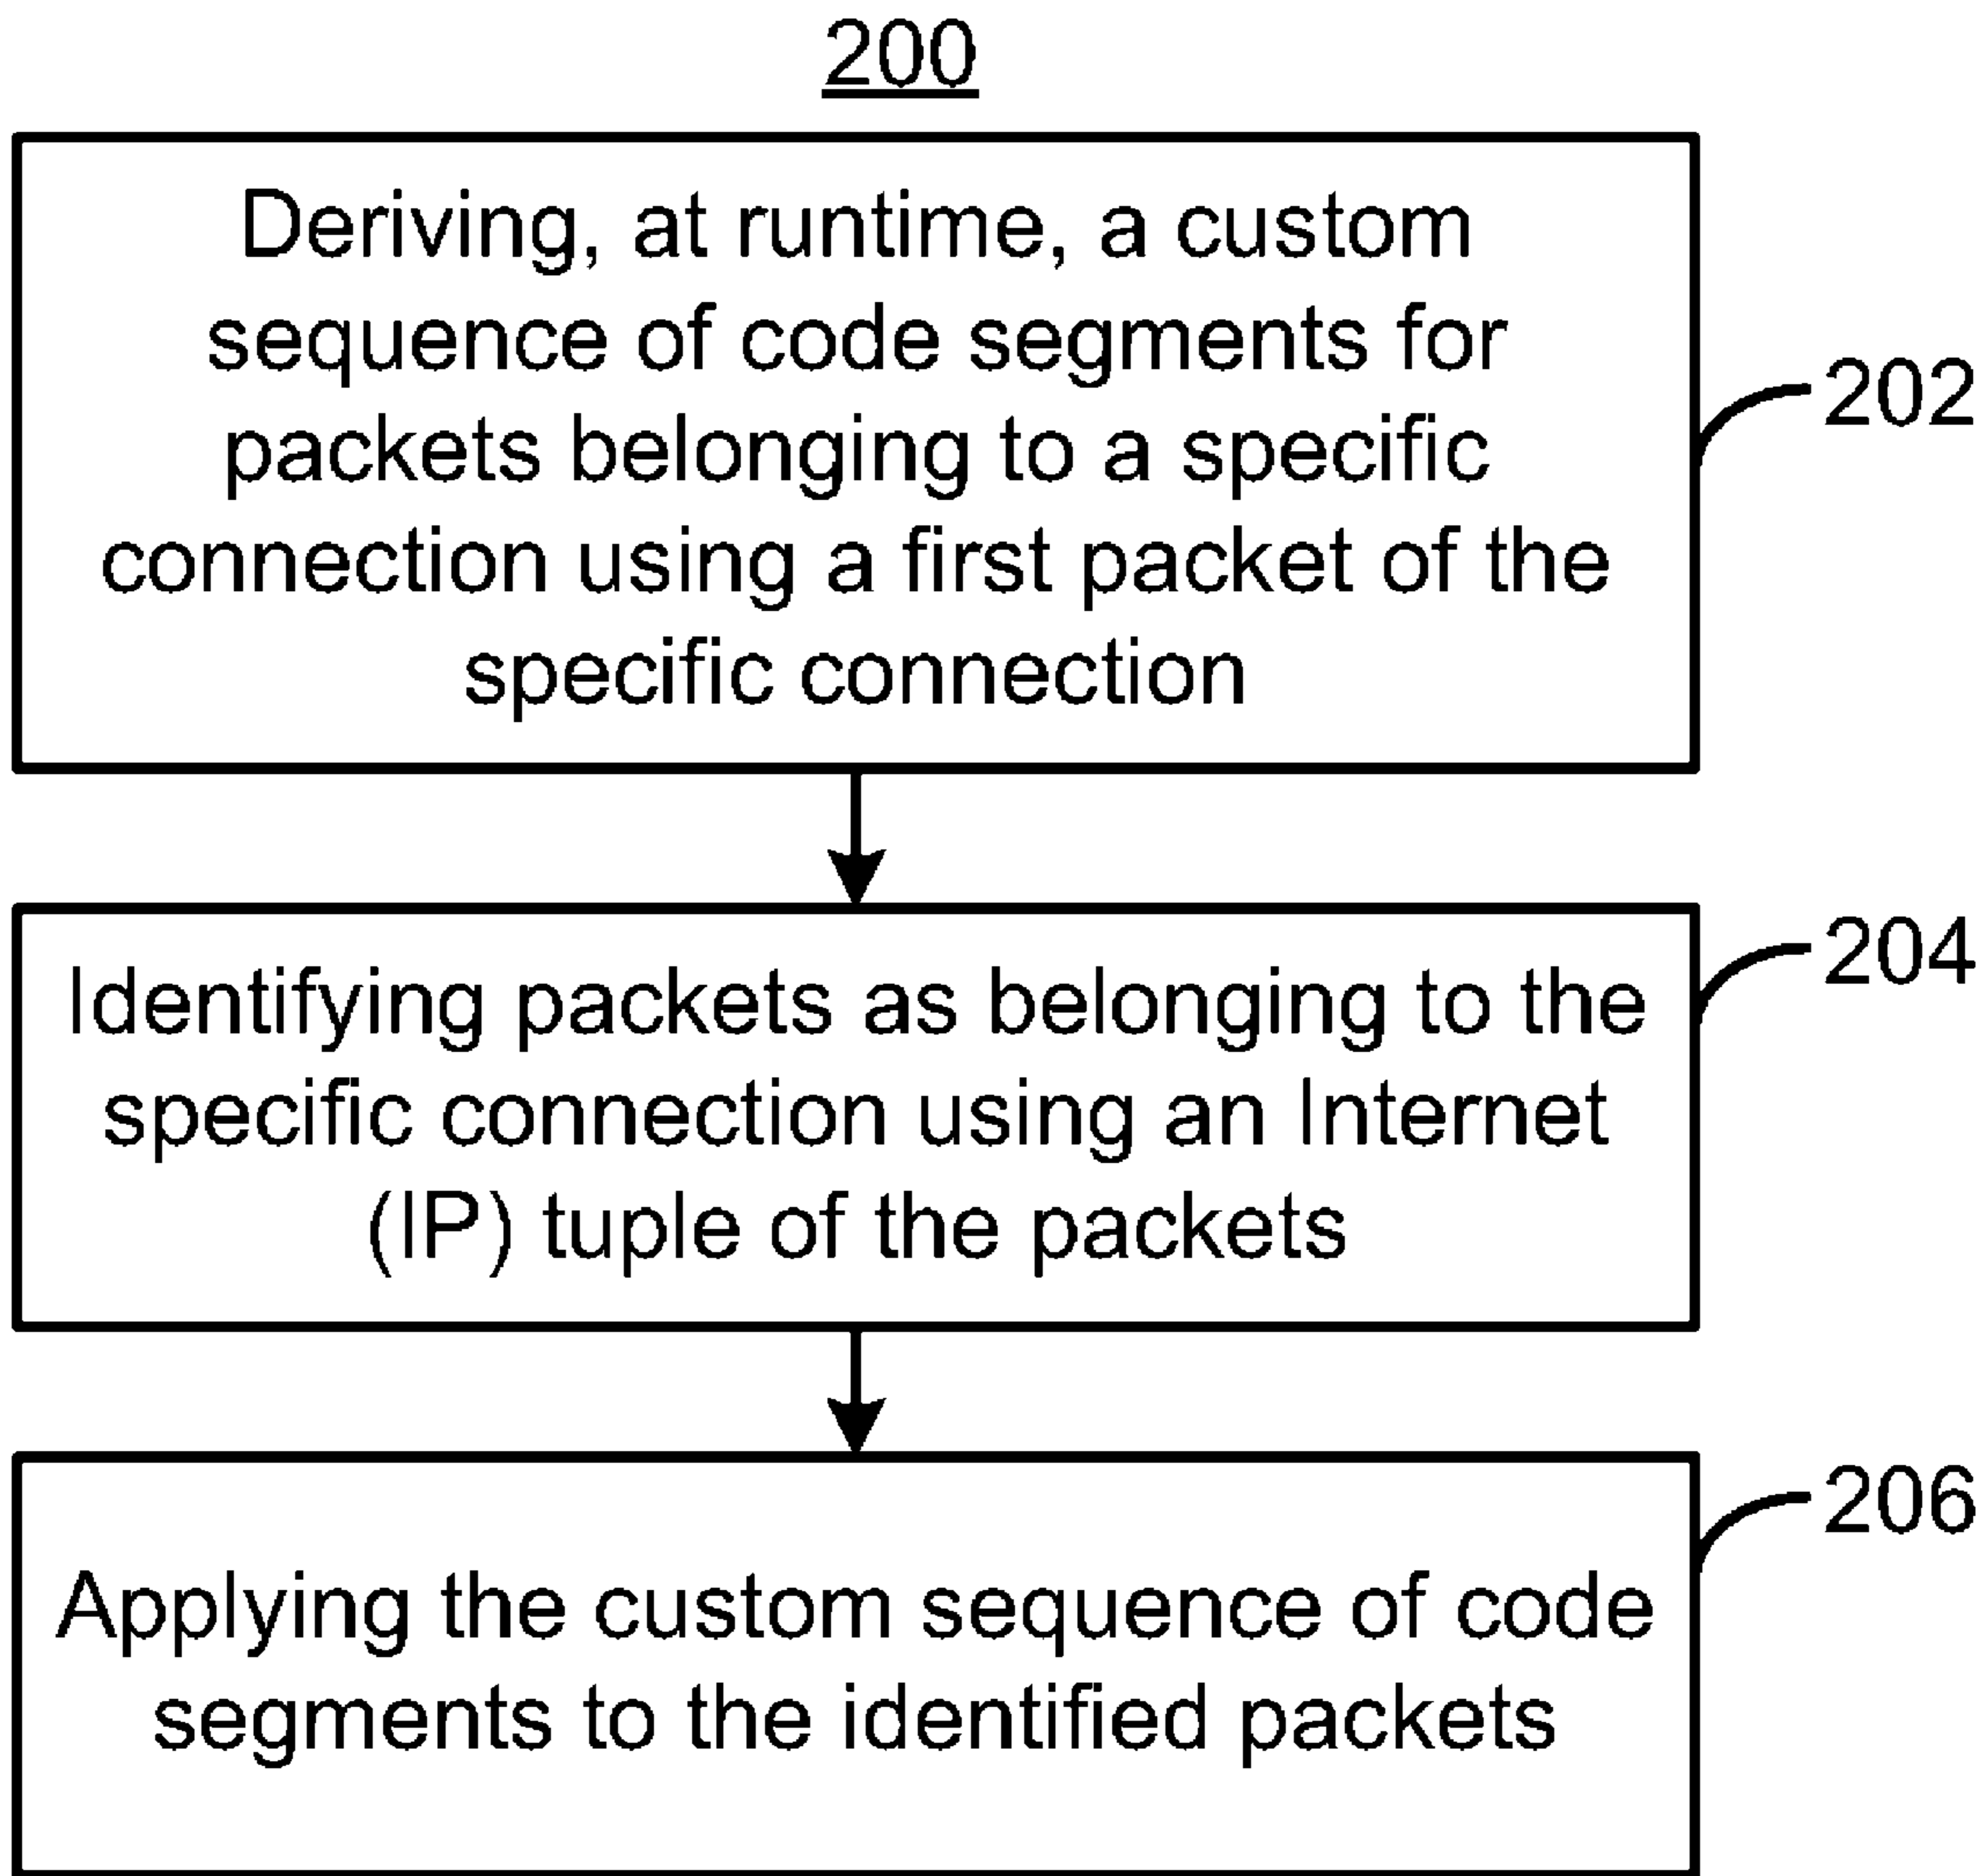 200
Deriving, at runtime, a custom
sequence of code segments for
packets belonging to a specific
connection using a first packet of the
specific connection
202
Identifying packets as belonging to the
specific connection using an Internet
(IP) tuple of the packets
204
Applying the custom sequence of code
segments to the identified packets
206